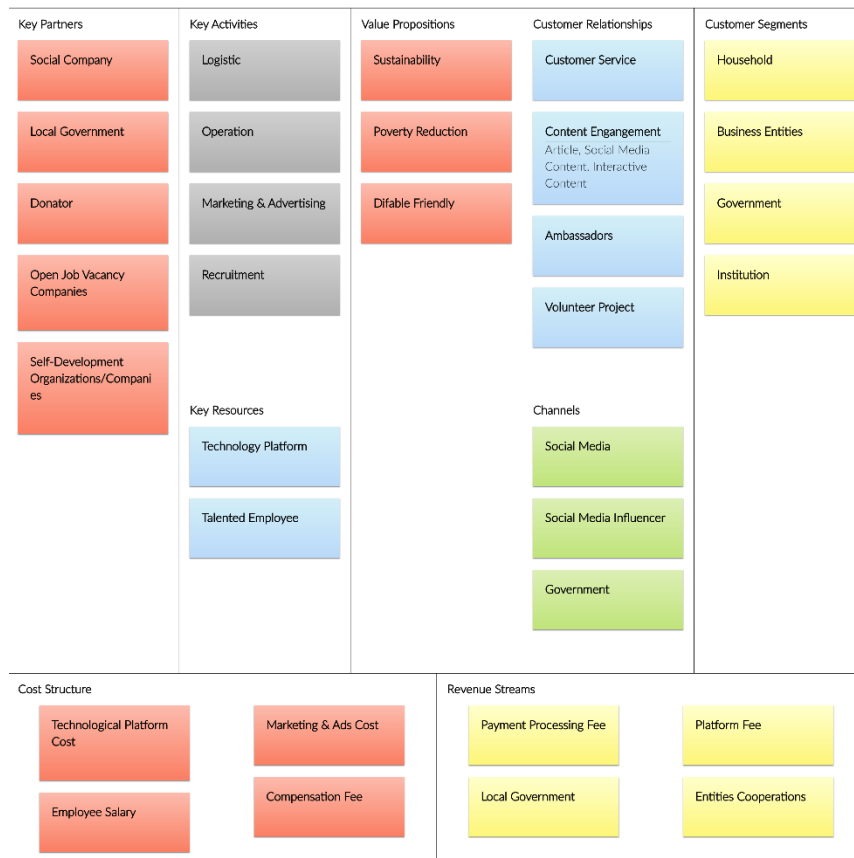 Key Partners
Social Company
Local Government
Donator
Open Job Vacancy
Companies
Self-Development
Organizations/Compani
es
Key Activities
Logistic
Operation
Marketing & Advertising
Recruitment
Key Resources
Technology Platform
Talented Employee
Value Propositions
Sustainability
Poverty Reduction
Difable Friendly
Customer Relationships
Customer Service
Content Engangement
Article, Social Media
Content, Interactive
Content
Ambassadors
Volunteer Project
Channels
Social Media
Social Media Influencer
Government
Customer Segments
Household
Business Entities
Government
Institution
Cost Structure
Technological Platform
Cost
Marketing & Ads Cost
Employee Salary
Compensation Fee
Revenue Streams
Payment Processing Fee
Platform Fee
Local Government
Entities Cooperations